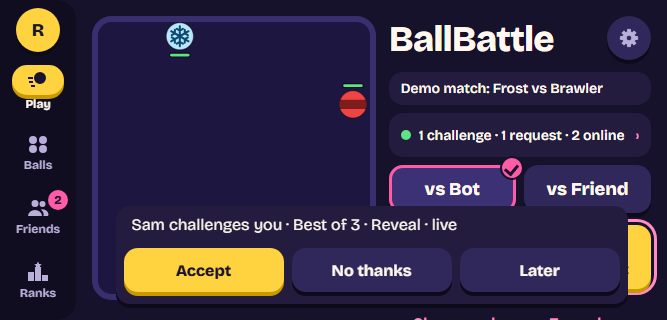 R
Play
Balls
2
Friends
Ranks
BallBattle
Demo match: Frost vs Brawler
1 challenge · 1 request · 2 online ›
vs Bot
vs Friend
Sam challenges you · Best of 3 · Reveal · live
Accept
No thanks
Later